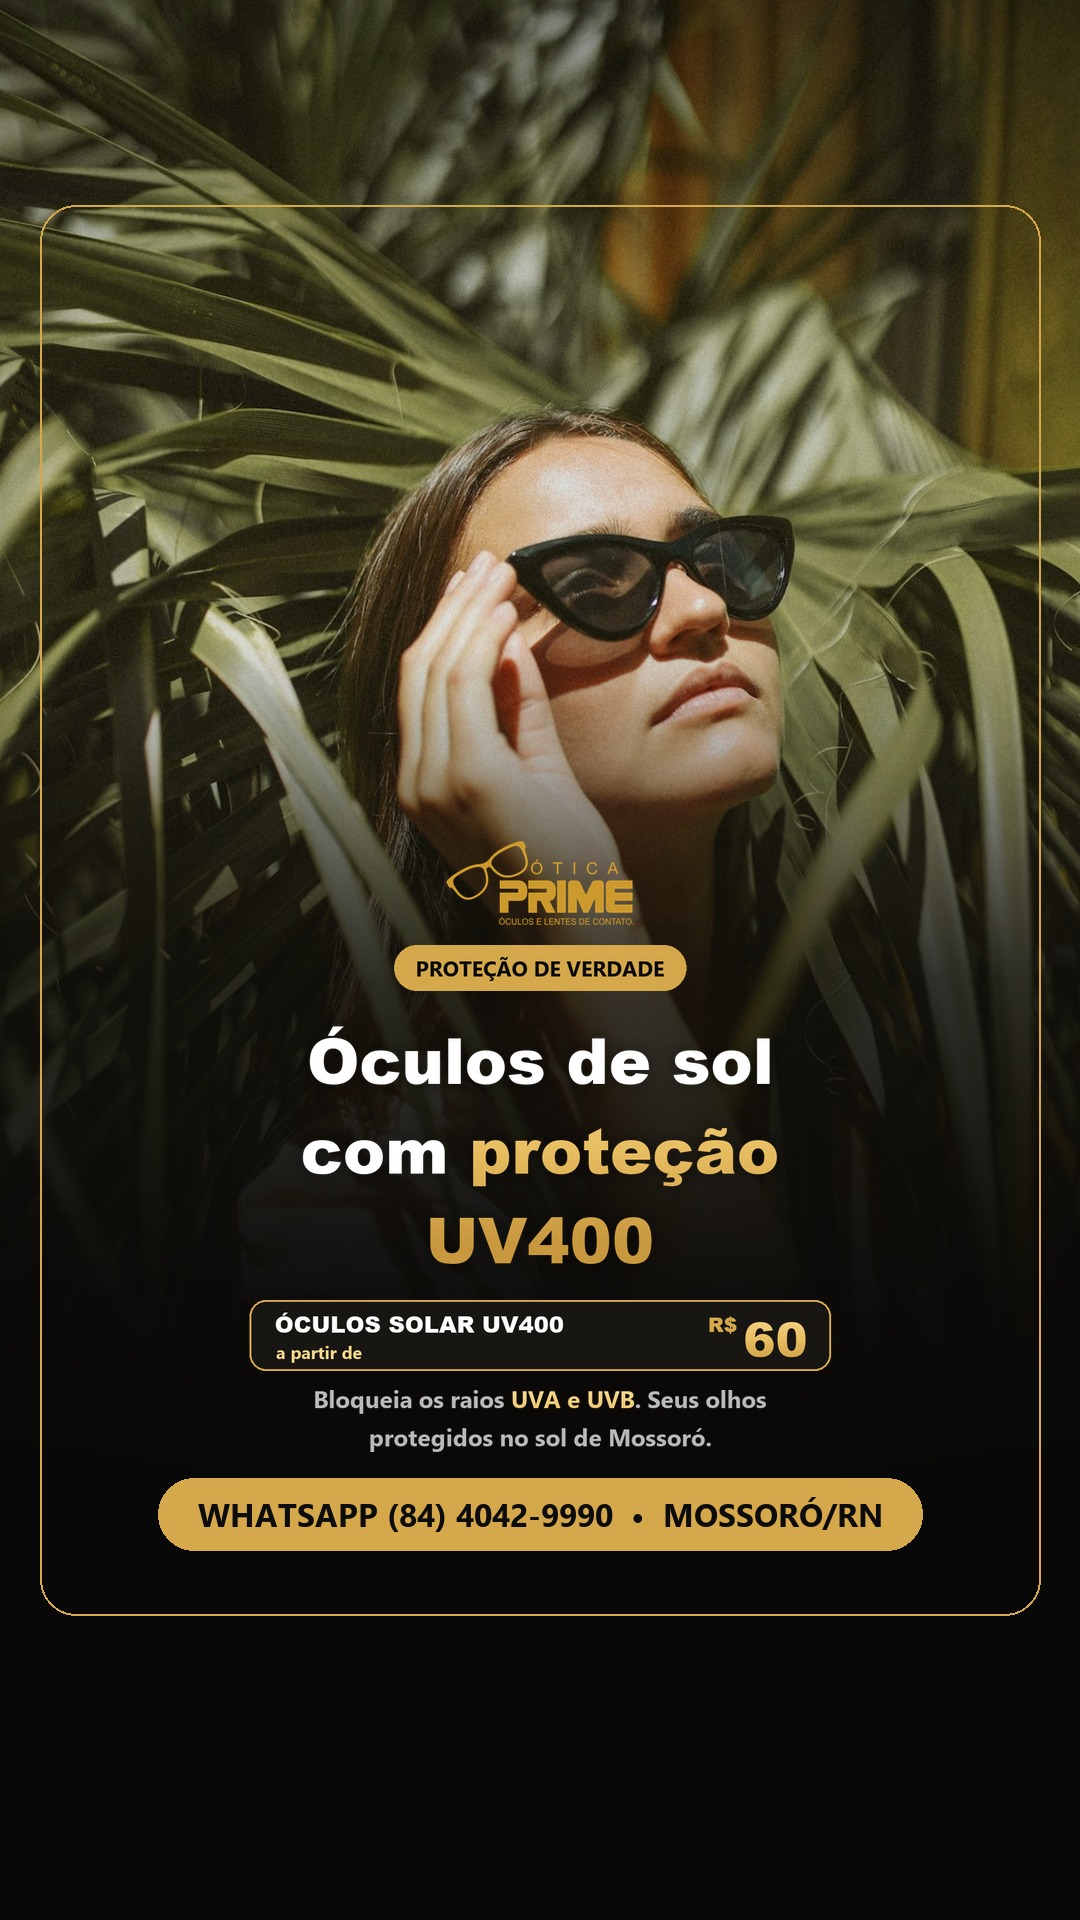 ÓTICA
PRIME
ÓCULOS E LENTES DE CONTATO.
PROTEÇÃO DE VERDADE
Óculos de sol
com proteção
UV400
ÓCULOS SOLAR UV400
a partir de
R$ 60
Bloqueia os raios UVA e UVB. Seus olhos
protegidos no sol de Mossoró.
WHATSAPP (84) 4042-9990 • MOSSORÓ/RN